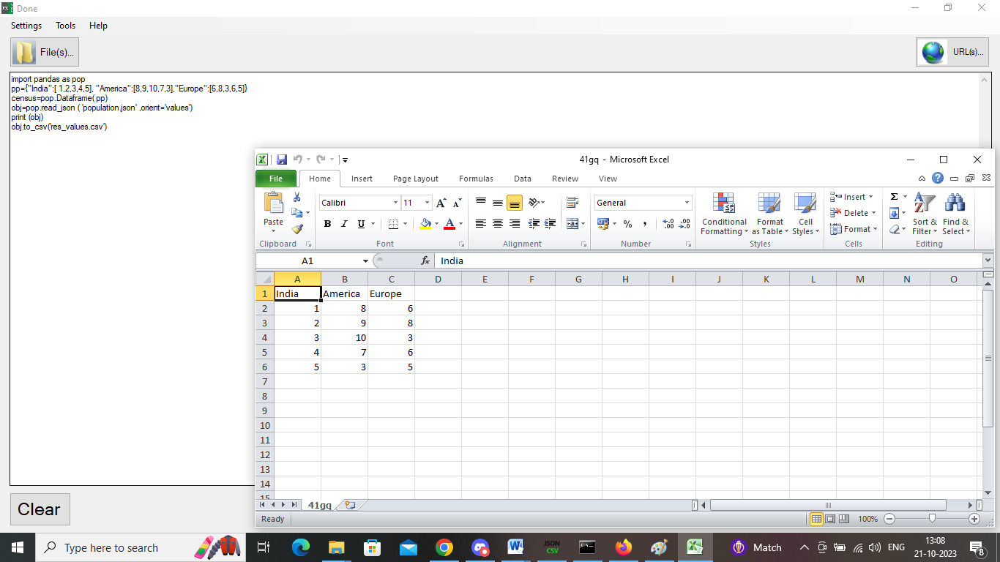 Done
Settings Tools Help
File(s)... URL(s)...
import pandas as pop
pp={"India":[ 1,2,3,4,5], "America":[8,9,10,7,3],"Europe":[6,8,3,6,5]}
census=pop.Dataframe( pp)
obj=pop.read_json ( 'population.json' ,orient='values')
print (obj)
obj.to_csv('res_values.csv')
41gq - Microsoft Excel
File Home Insert Page Layout Formulas Data Review View
Paste
Clipboard
Calibri 11
B I U A
Font
Alignment
General
% ,
Number
Conditional Formatting
Format as Table
Cell Styles
Styles
Insert
Delete
Format
Cells
Σ
Sort & Filter
Find & Select
Editing
A1 fx India
A B C D E F G H I J K L M N O
1 India America Europe
2 1 8 6
3 2 9 8
4 3 10 3
5 4 7 6
6 5 3 5
7
8
9
10
11
12
13
14
15
41gq
Ready 100%
Clear
Type here to search
JSON
CSV
Match ENG 13:08
21-10-2023
8